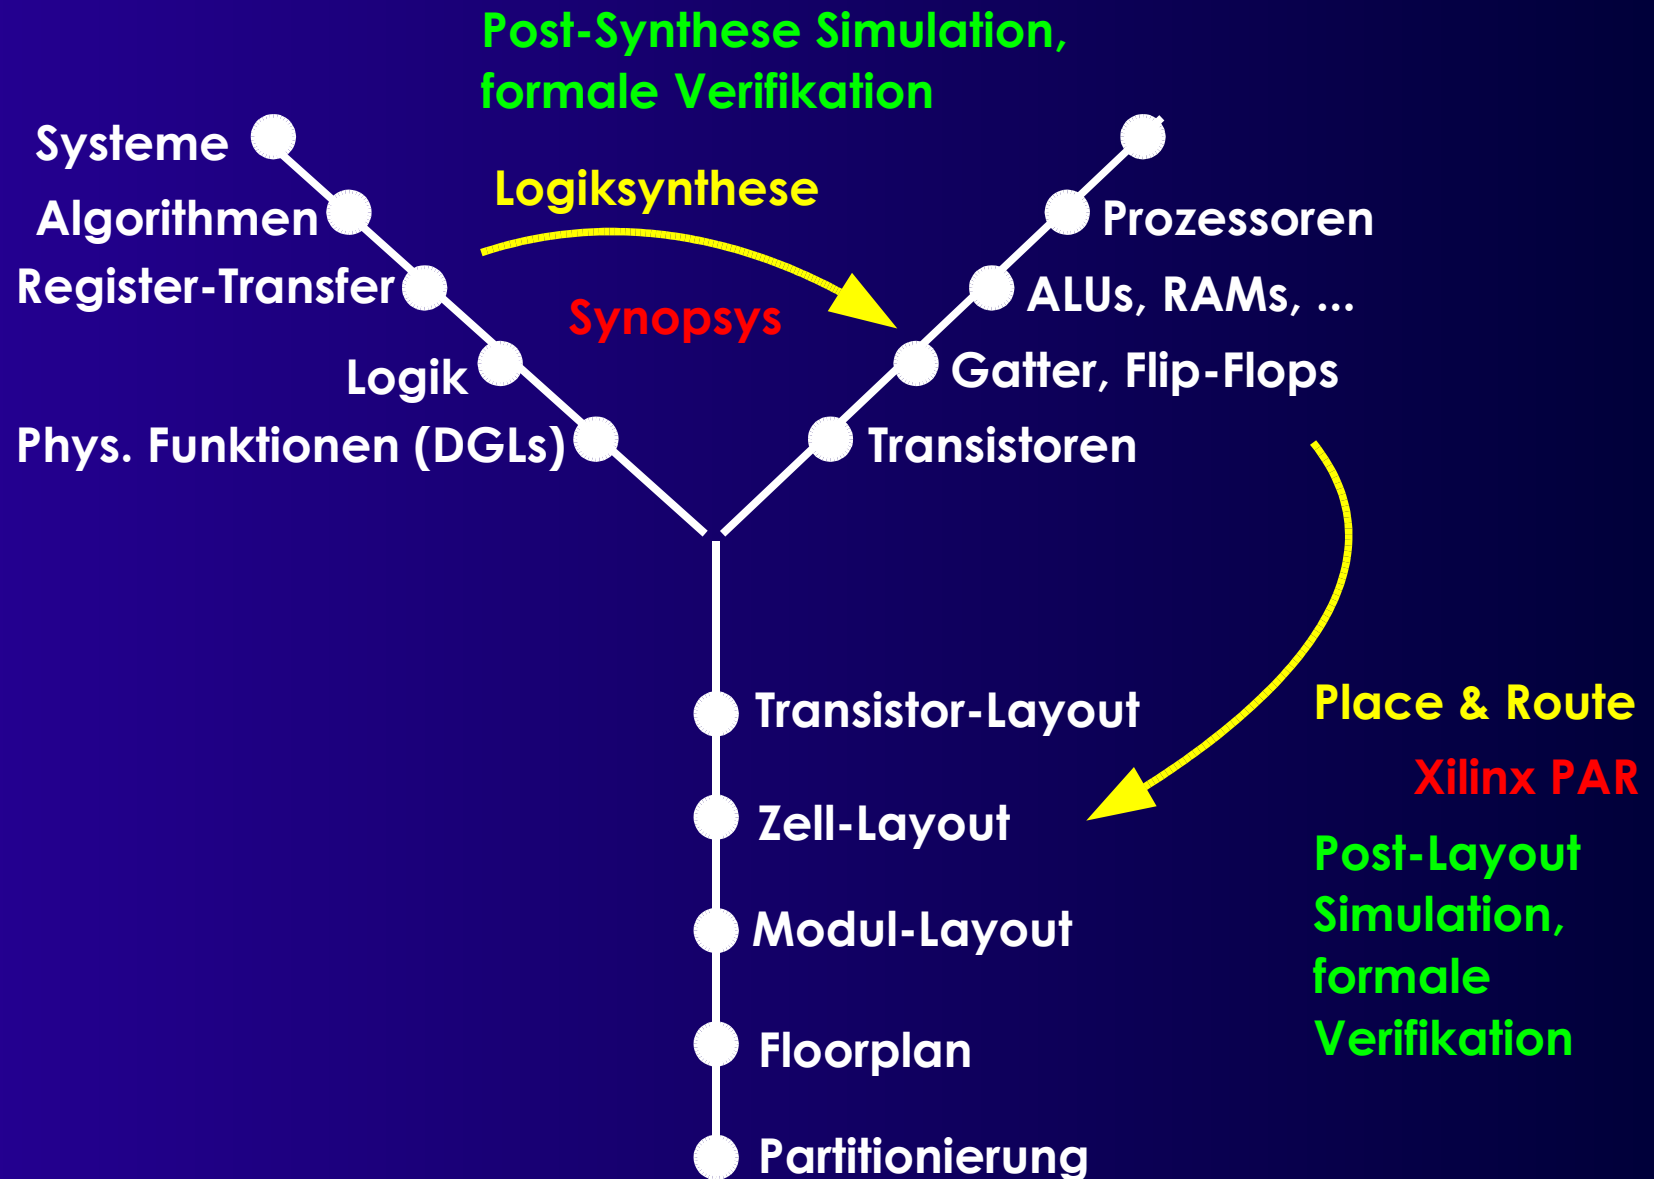 Post-Synthese Simulation,
formale Verifikation
Systeme
Algorithmen
Register-Transfer
Logik
Phys. Funktionen (DGLs)
Logiksynthese
Synopsys
Prozessoren
ALUs, RAMs, ...
Gatter, Flip-Flops
Transistoren
Transistor-Layout
Zell-Layout
Modul-Layout
Floorplan
Partitionierung
Place & Route
Xilinx PAR
Post-Layout
Simulation,
formale
Verifikation